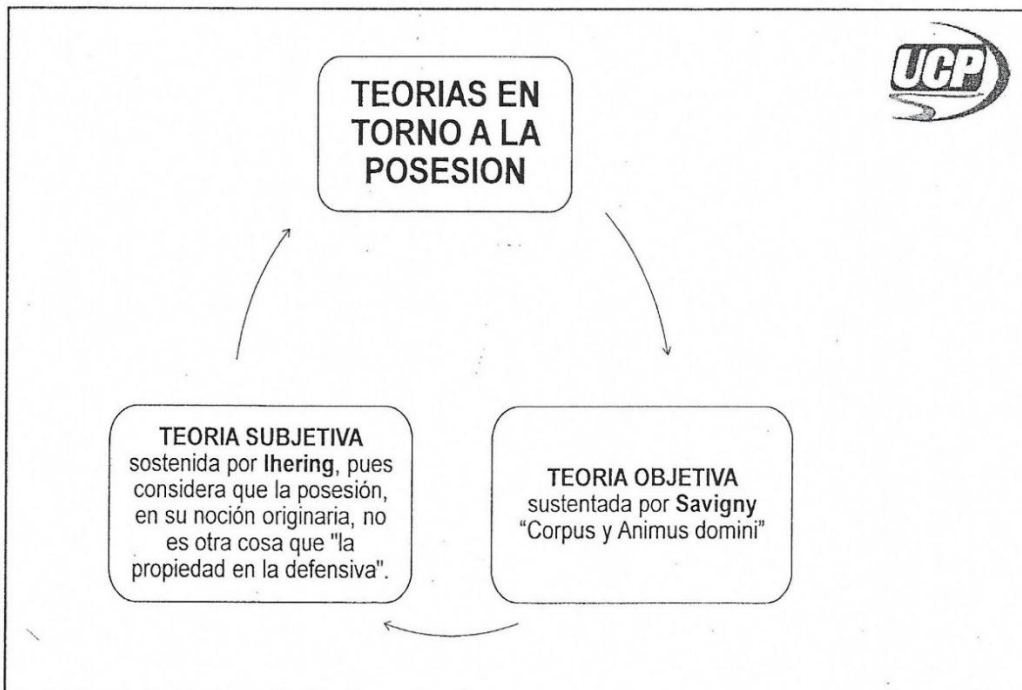 TEORIAS EN
TORNO A LA
POSESION
UCP
TEORIA SUBJETIVA
sostenida por Ihering, pues
considera que la posesión,
en su noción originaria, no
es otra cosa que "la
propiedad en la defensiva".
TEORIA OBJETIVA
sustentada por Savigny
“Corpus y Animus domini”